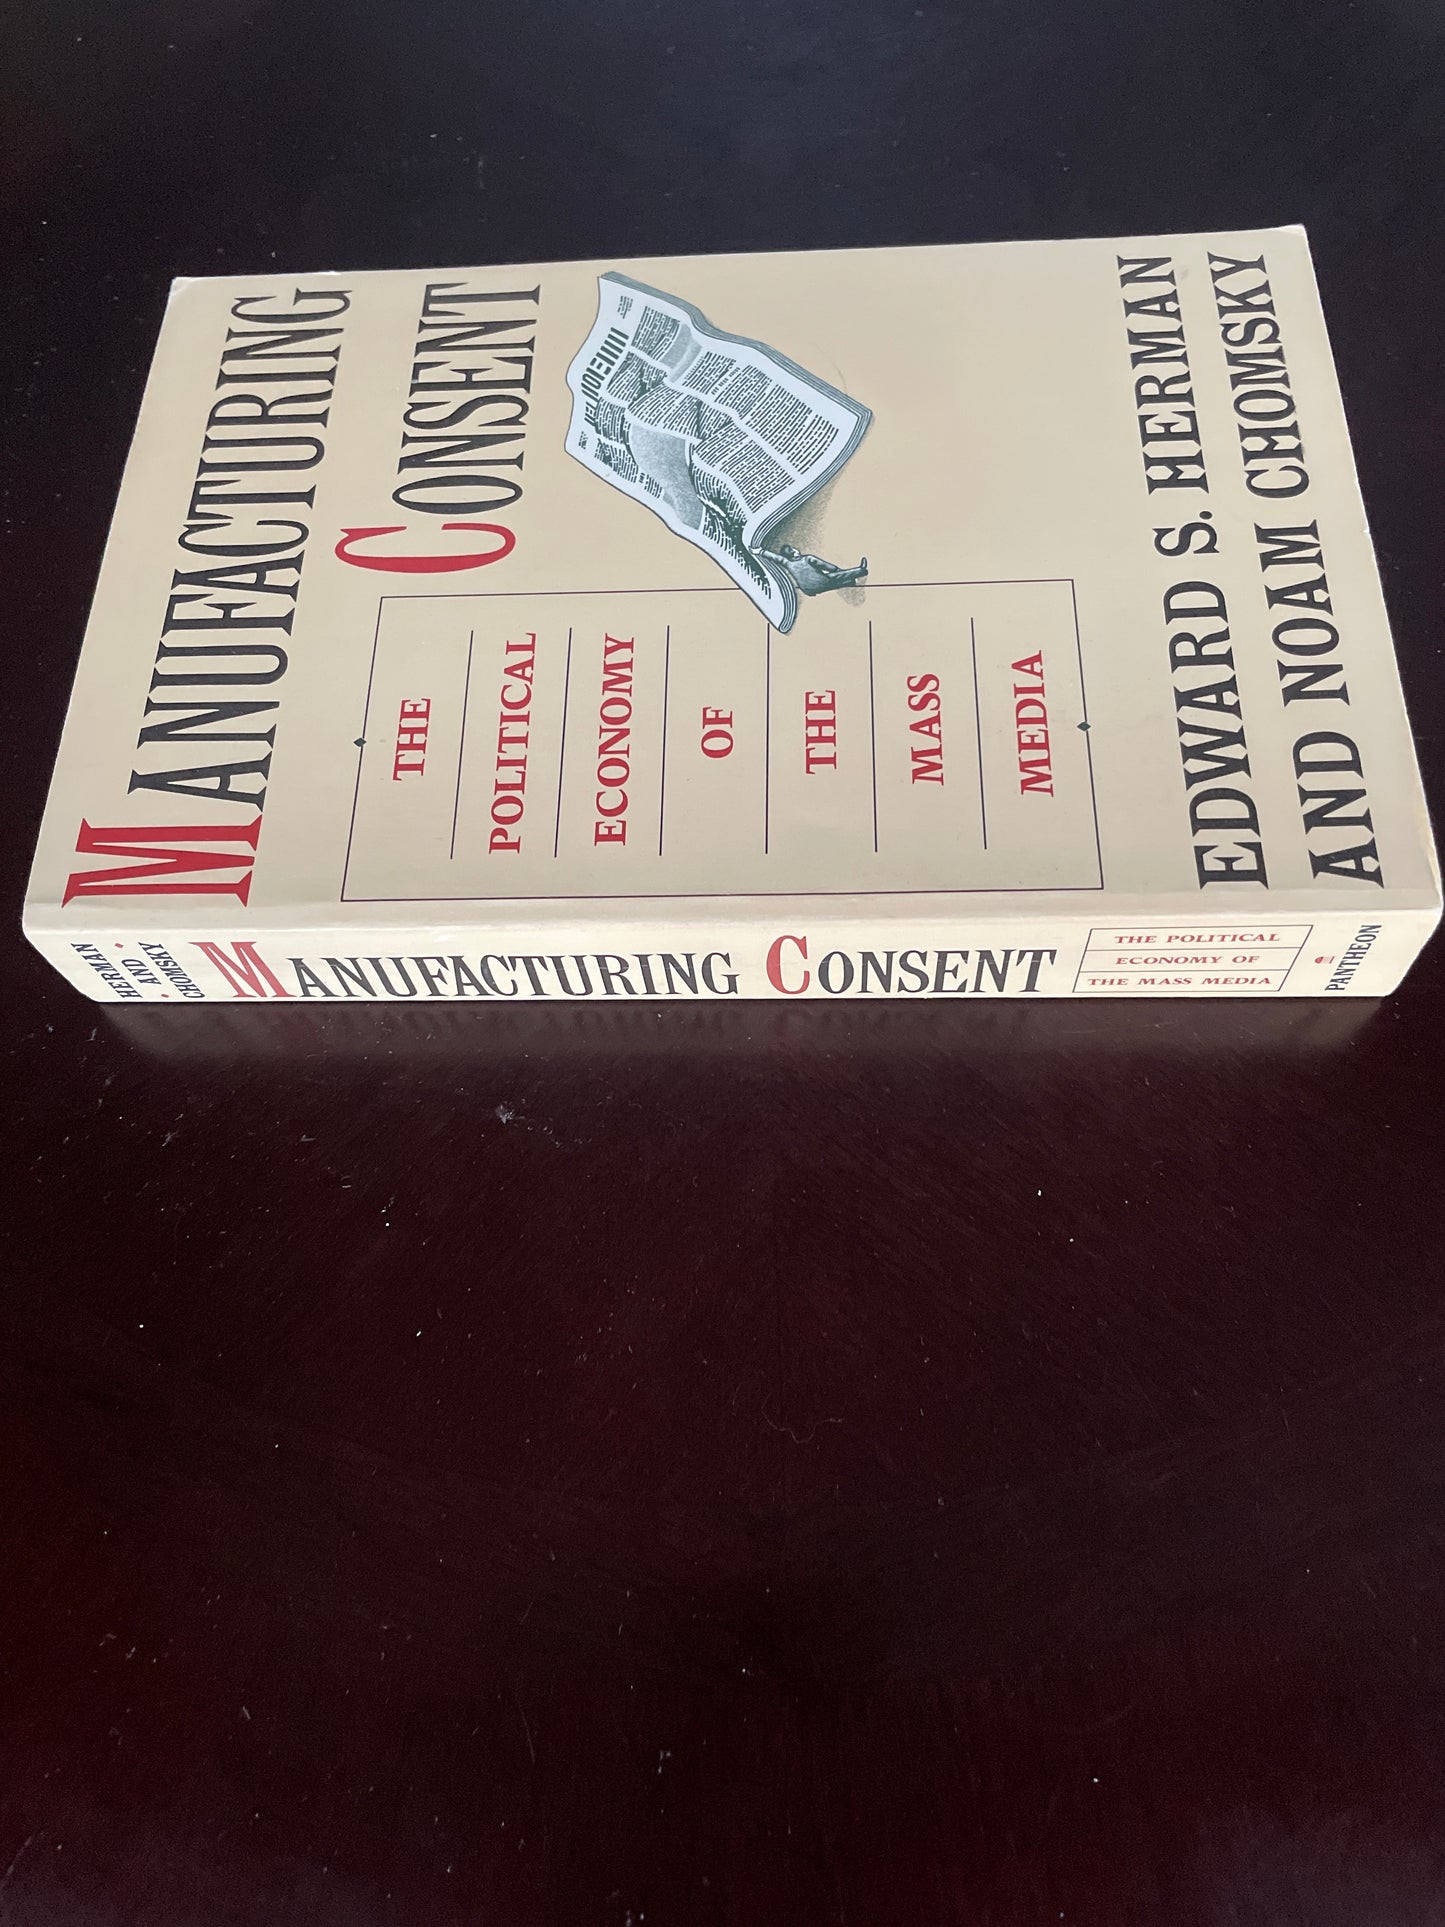 MANUFACTURING
CONSENT
THE
POLITICAL
ECONOMY
OF
THE
MASS
MEDIA
EDWARD S. HERMAN
AND NOAM CHOMSKY
HERMAN
AND
CHOMSKY
MANUFACTURING CONSENT
THE POLITICAL
ECONOMY OF
THE MASS MEDIA
PANTHEON